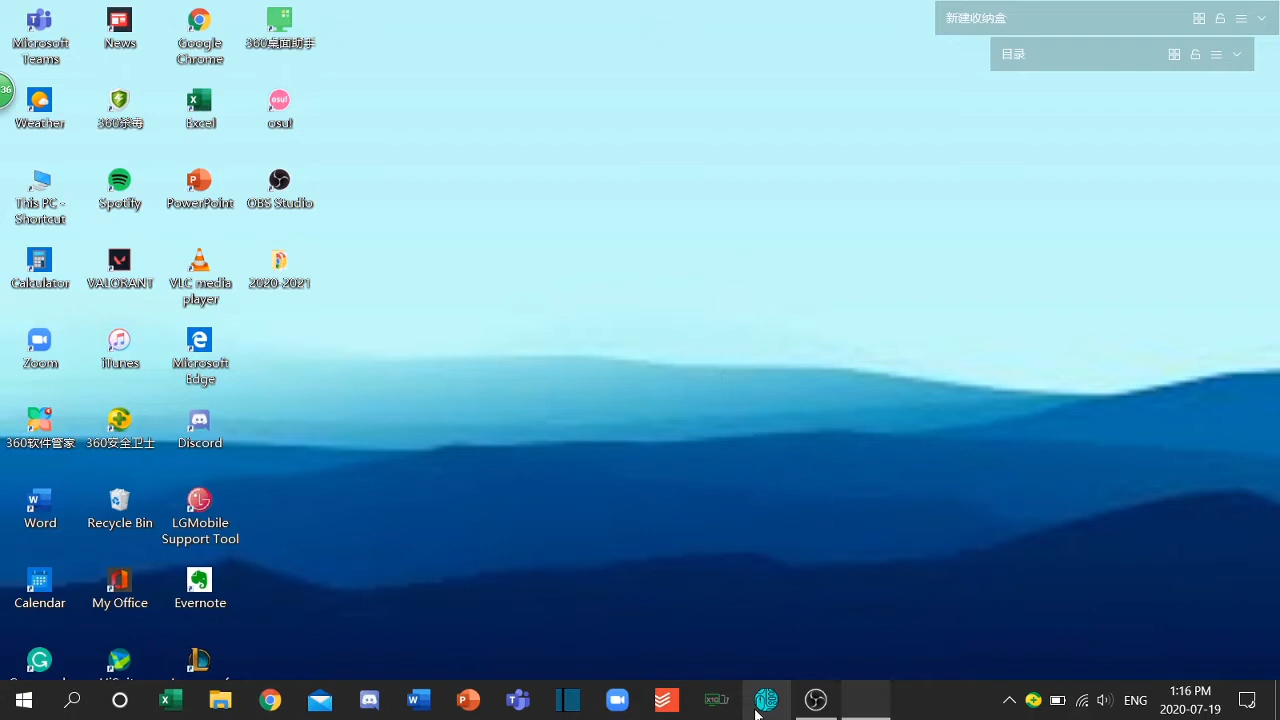 Microsoft
Teams
News
Google
Chrome
360桌面助手
新建收纳盒
目录
36
Weather
360杀毒
Excel
osu!
osu!
This PC -
Shortcut
Spotify
PowerPoint
OBS Studio
Calculator
VALORANT
VLC media
player
2020-2021
Zoom
iTunes
Microsoft
Edge
360软件管家
360安全卫士
Discord
Word
Recycle Bin
LGMobile
Support Tool
Calendar
My Office
Evernote
ENG
1:16 PM
2020-07-19